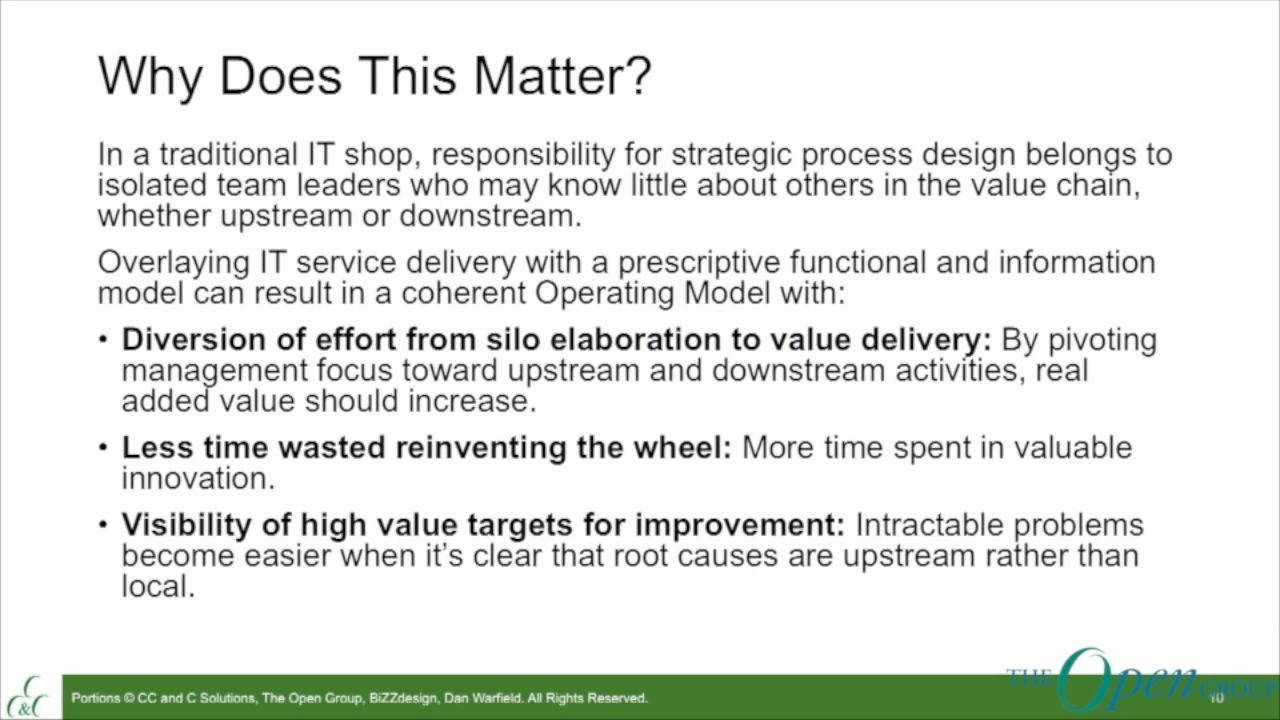 Why Does This Matter?
In a traditional IT shop, responsibility for strategic process design belongs to
isolated team leaders who may know little about others in the value chain,
whether upstream or downstream.
Overlaying IT service delivery with a prescriptive functional and information
model can result in a coherent Operating Model with:
• Diversion of effort from silo elaboration to value delivery: By pivoting
management focus toward upstream and downstream activities, real
added value should increase.
• Less time wasted reinventing the wheel: More time spent in valuable
innovation.
• Visibility of high value targets for improvement: Intractable problems
become easier when it’s clear that root causes are upstream rather than
local.
C&C
Portions © CC and C Solutions, The Open Group, BiZZdesign, Dan Warfield. All Rights Reserved.
THE Open GROUP
10